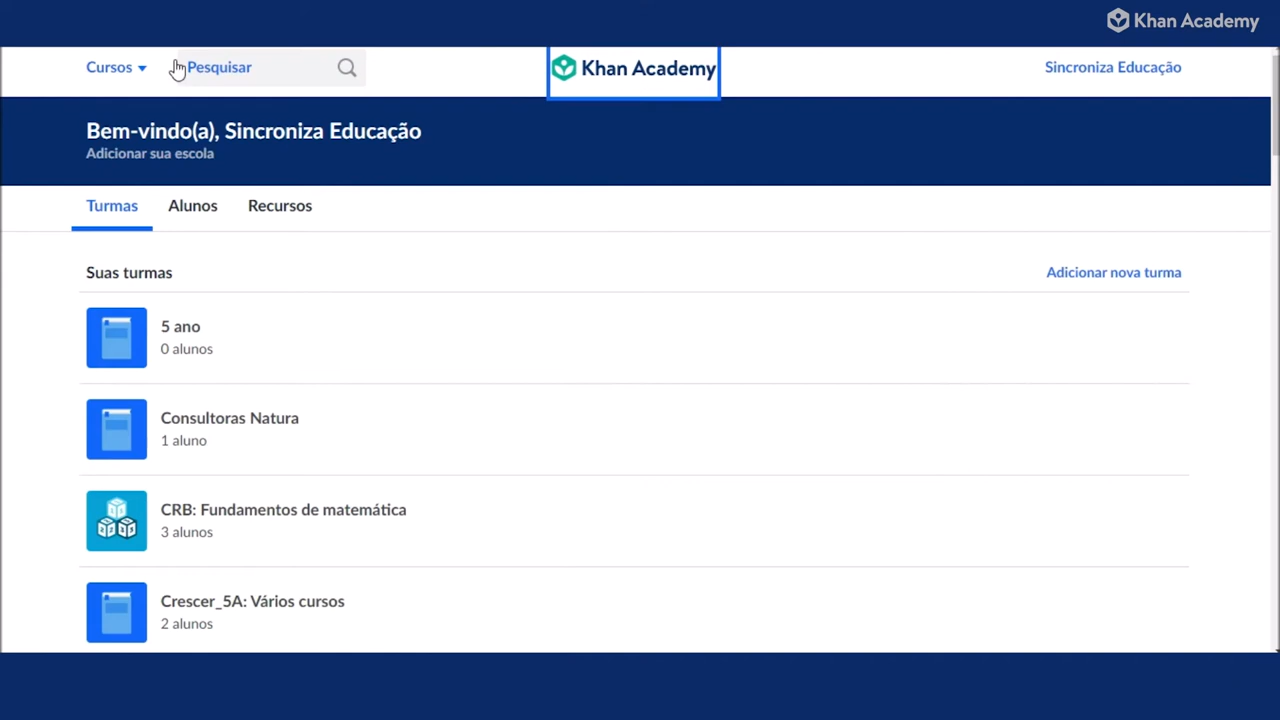 Khan Academy
Cursos
Pesquisar
Khan Academy
Sincroniza Educação
Bem-vindo(a), Sincroniza Educação
Adicionar sua escola
Turmas
Alunos
Recursos
Suas turmas
Adicionar nova turma
5 ano
0 alunos
Consultoras Natura
1 aluno
CRB: Fundamentos de matemática
3 alunos
Crescer_5A: Vários cursos
2 alunos